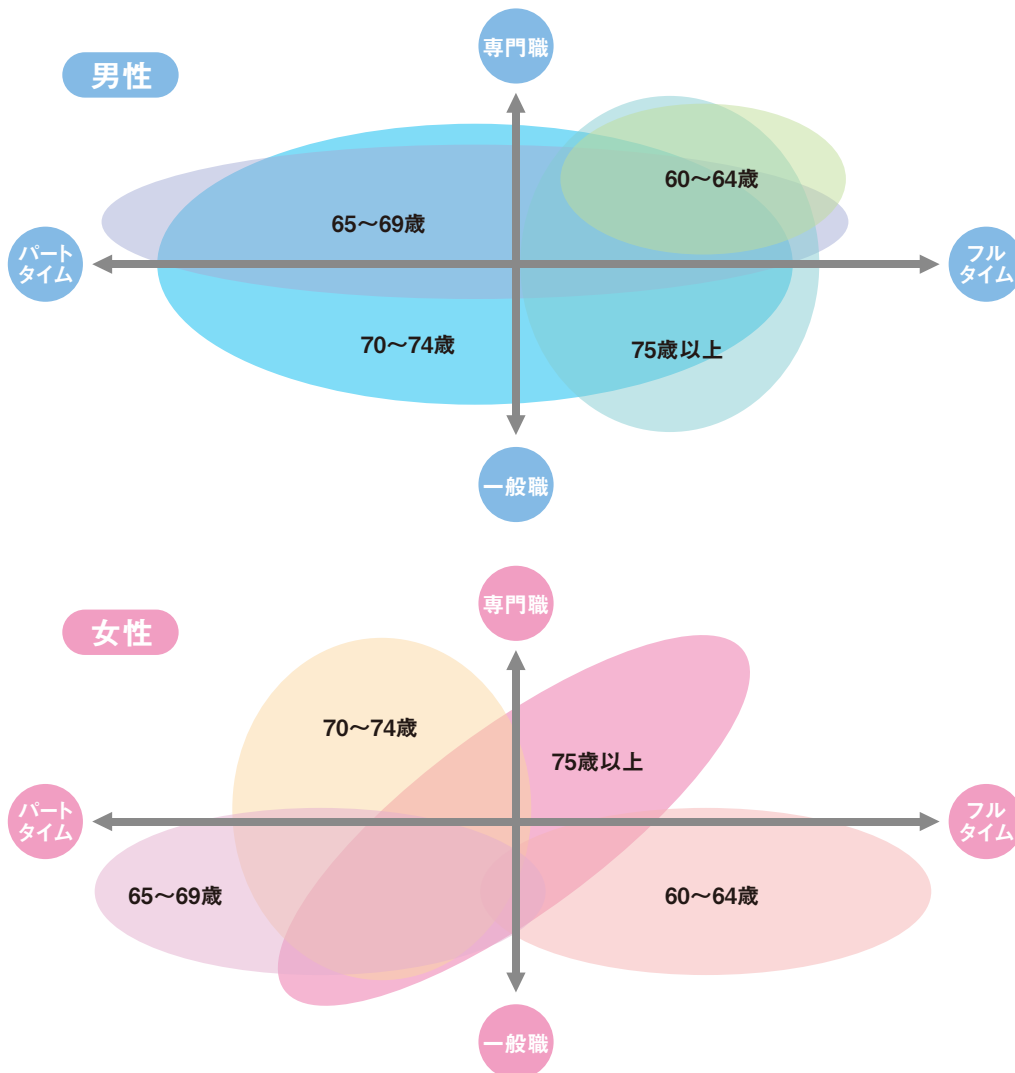 専門職
男性
60〜64歳
65〜69歳
パート
タイム
フル
タイム
70〜74歳
75歳以上
一般職
専門職
女性
70〜74歳
75歳以上
パート
タイム
フル
タイム
65〜69歳
60〜64歳
一般職